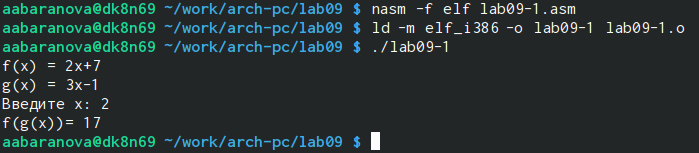 aabaranova@dk8n69 ~/work/arch-pc/lab09 $ nasm -f elf lab09-1.asm
aabaranova@dk8n69 ~/work/arch-pc/lab09 $ ld -m elf_i386 -o lab09-1 lab09-1.o
aabaranova@dk8n69 ~/work/arch-pc/lab09 $ ./lab09-1
f(x) = 2x+7
g(x) = 3x-1
Введите x: 2
f(g(x))= 17
aabaranova@dk8n69 ~/work/arch-pc/lab09 $